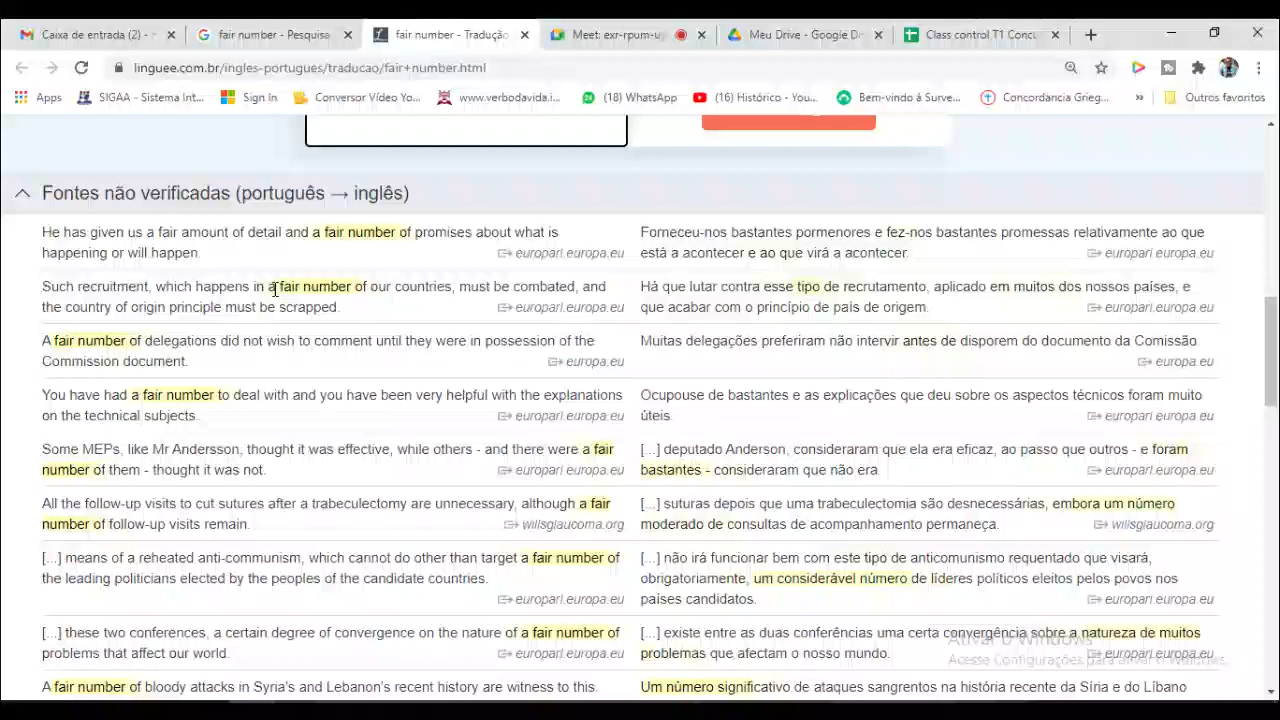 Caixa de entrada (2) -
fair number - Pesquisa
fair number - Tradução
Meet: exr-rpum-u
Meu Drive - Google Dr
Class control T1 Concu
linguee.com.br/ingles-portugues/traducao/fair+number.html
Apps
SIGAA - Sistema Int...
Sign In
Conversor Vídeo Yo...
www.verbodavida.i...
(18) WhatsApp
(16) Histórico - You...
Bem-vindo à Surve...
Concordancia Grieg...
»
Outros favoritos
Fontes não verificadas (português → inglês)
He has given us a fair amount of detail and a fair number of promises about what is
happening or will happen.
europarl.europa.eu
Forneceu-nos bastantes pormenores e fez-nos bastantes promessas relativamente ao que
está a acontecer e ao que virá a acontecer.
europarl.europa.eu
Such recruitment, which happens in a fair number of our countries, must be combated, and
the country of origin principle must be scrapped.
europarl.europa.eu
Há que lutar contra esse tipo de recrutamento, aplicado em muitos dos nossos países, e
que acabar com o princípio de país de origem.
europarl.europa.eu
A fair number of delegations did not wish to comment until they were in possession of the
Commission document.
europa.eu
Muitas delegações preferiram não intervir antes de disporem do documento da Comissão.
europa.eu
You have had a fair number to deal with and you have been very helpful with the explanations
on the technical subjects.
europarl.europa.eu
Ocupouse de bastantes e as explicações que deu sobre os aspectos técnicos foram muito
úteis.
europarl.europa.eu
Some MEPs, like Mr Andersson, thought it was effective, while others - and there were a fair
number of them - thought it was not.
europarl.europa.eu
[...] deputado Anderson, consideraram que ela era eficaz, ao passo que outros - e foram
bastantes - consideraram que não era.
europarl.europa.eu
All the follow-up visits to cut sutures after a trabeculectomy are unnecessary, although a fair
number of follow-up visits remain.
willsglaucoma.org
[...] suturas depois que uma trabeculectomia são desnecessárias, embora um número
moderado de consultas de acompanhamento permaneça.
willsglaucoma.org
[...] means of a reheated anti-communism, which cannot do other than target a fair number of
the leading politicians elected by the peoples of the candidate countries.
europarl.europa.eu
[...] não irá funcionar bem com este tipo de anticomunismo requentado que visará,
obrigatoriamente, um considerável número de líderes políticos eleitos pelos povos nos
países candidatos.
europarl.europa.eu
[...] these two conferences, a certain degree of convergence on the nature of a fair number of
problems that affect our world.
europarl.europa.eu
[...] existe entre as duas conferências uma certa convergência sobre a natureza de muitos
problemas que afectam o nosso mundo.
europarl.europa.eu
Ativar o Windows
Acesse Configurações para ativar o Windows.
A fair number of bloody attacks in Syria's and Lebanon's recent history are witness to this.
Um número significativo de ataques sangrentos na história recente da Síria e do Líbano